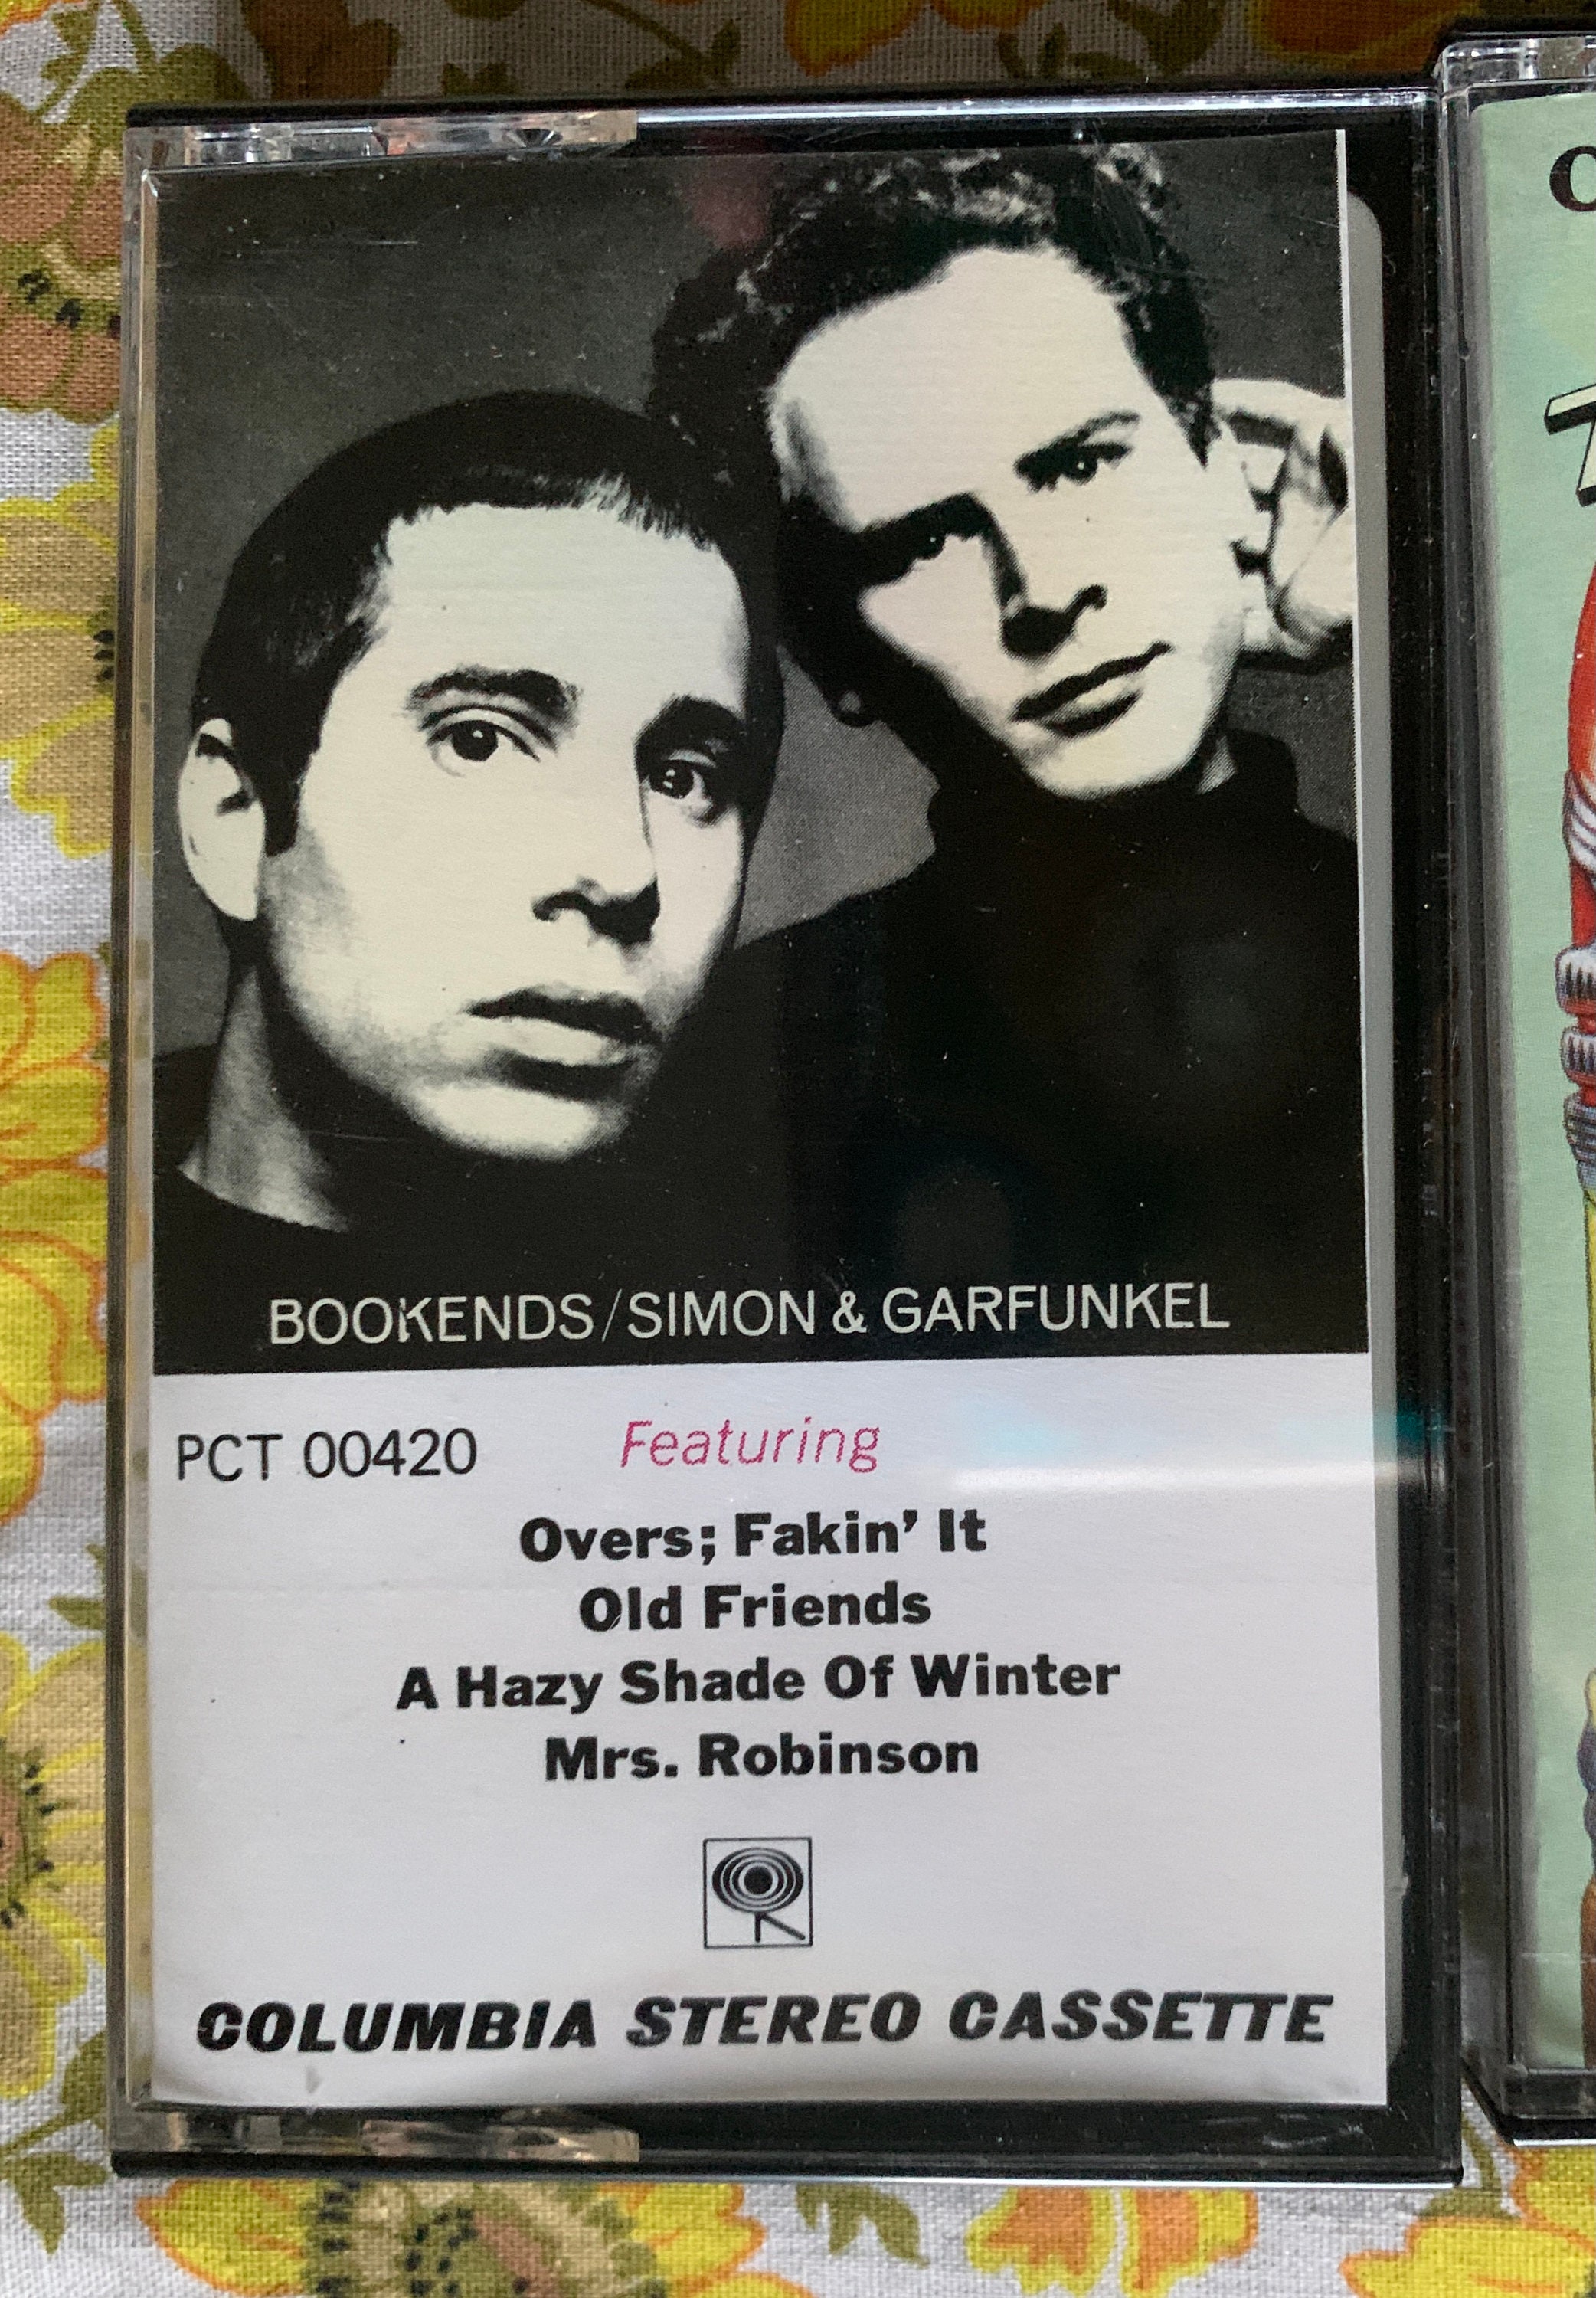 BOOKENDS/SIMON & GARFUNKEL
PCT 00420 Featuring
Overs; Fakin' It
Old Friends
A Hazy Shade Of Winter
Mrs. Robinson
COLUMBIA STEREO CASSETTE